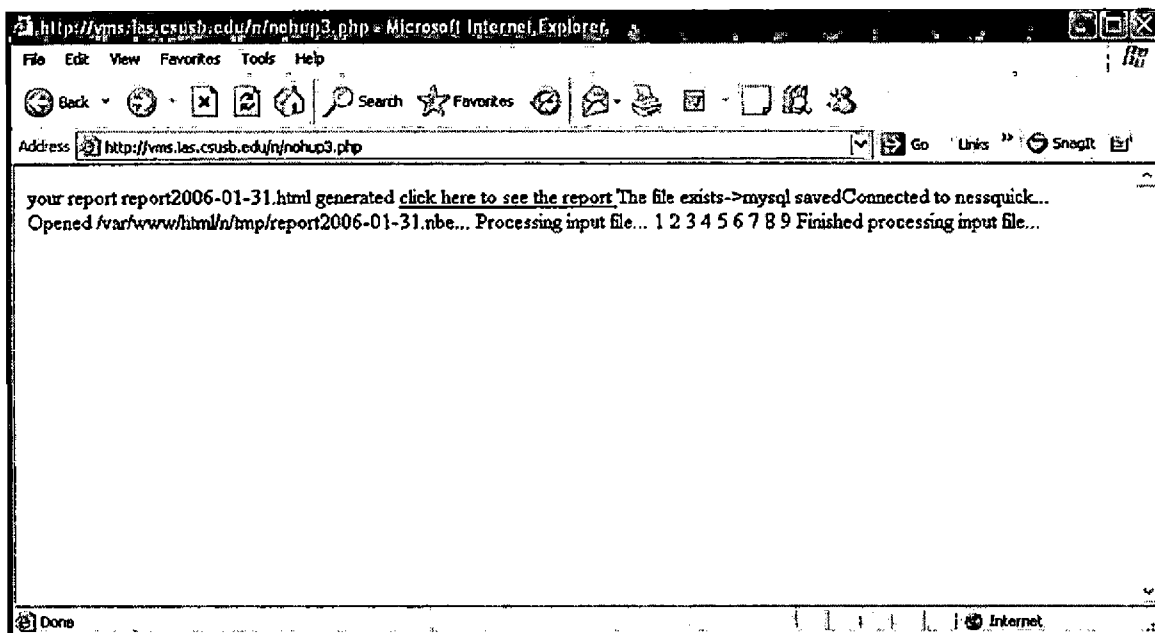 http://vms.ias.csusb.edu/n/nohup3.php - Microsoft Internet Explorer
File Edit View Favorites Tools Help
Back Search Favorites
Address http://vms.ias.csusb.edu/n/nohup3.php Go Links » SnagIt
your report report2006-01-31.html generated click here to see the report The file exists->mysql savedConnected to nessquick...
Opened /var/www/html/n/tmp/report2006-01-31.nbe... Processing input file... 1 2 3 4 5 6 7 8 9 Finished processing input file...
Done Internet